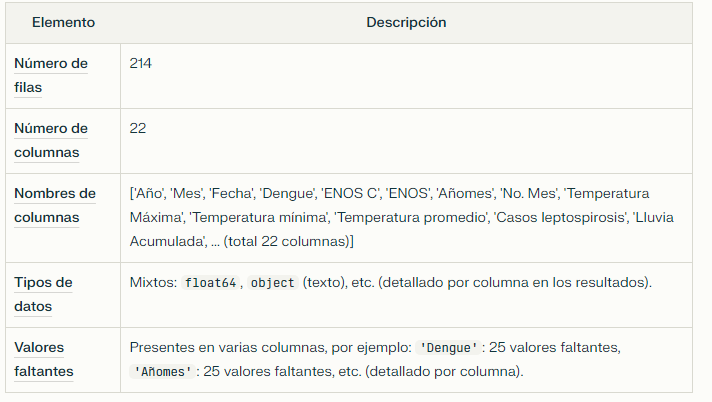 Elemento Descripción
Número de 214
filas
Número de 22
columnas
Nombres de ['Año', 'Mes', 'Fecha', 'Dengue', 'ENOS C', 'ENOS', 'Añomes', 'No. Mes', 'Temperatura
columnas Máxima', 'Temperatura mínima', 'Temperatura promedio', 'Casos leptospirosis', 'Lluvia
Acumulada', ... (total 22 columnas)]
Tipos de Mixtos: float64, object (texto), etc. (detallado por columna en los resultados).
datos
Valores Presentes en varias columnas, por ejemplo: 'Dengue': 25 valores faltantes,
faltantes 'Añomes': 25 valores faltantes, etc. (detallado por columna).